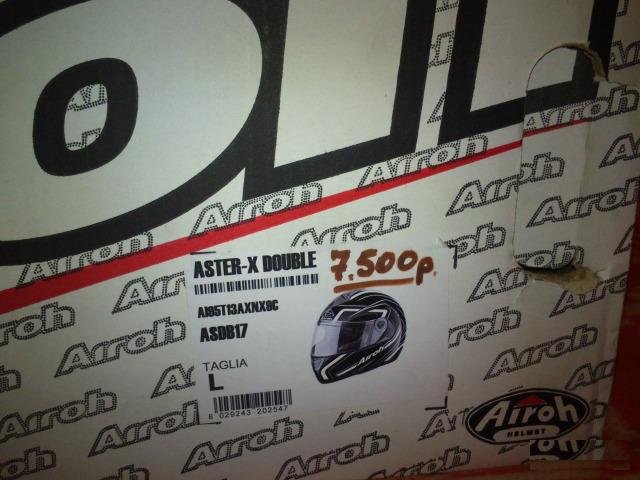 Airoh
ASTER-X DOUBLE
7.500р.
AI95T13AXNX9C
ASDB17
TAGLIA
L
8 029243 202547
Airoh
HELMET